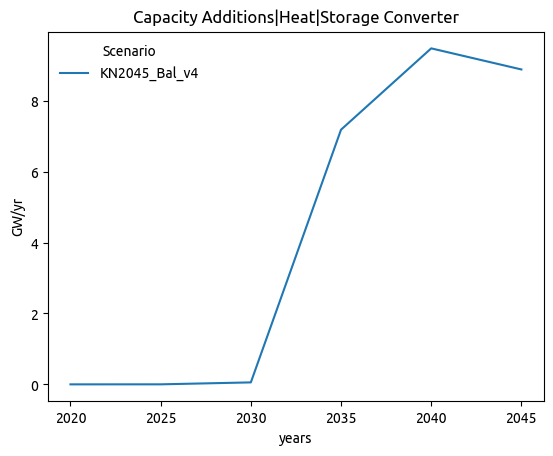 Capacity Additions|Heat|Storage Converter
Scenario
KN2045_Bal_v4
GW/yr
8
6
4
2
0
2020 2025 2030 2035 2040 2045
years